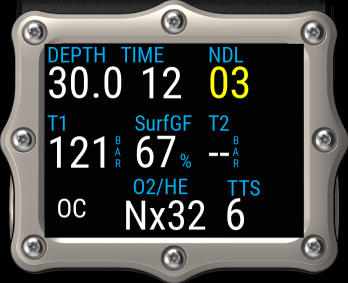 DEPTH TIME NDL
30.0 12 03
T1 SurfGF T2
121 BAR 67 % -- BAR
O2/HE TTS
OC Nx32 6